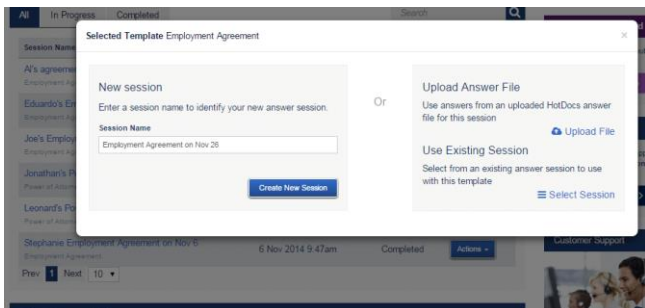 All In Progress Completed Search
Selected Template Employment Agreement ×
Session Name
Al's agreeme
Employment Ag
Eduardo's En
Employment Ag
Joe's Employ
Employment Ag
Jonathan's P
Power of Attorn
Leonard's Po
Power of Attorn
New session
Enter a session name to identify your new answer session.
Session Name
Employment Agreement on Nov 26
Create New Session
Or
Upload Answer File
Use answers from an uploaded HotDocs answer
file for this session
Upload File
Use Existing Session
Select from an existing answer session to use
with this template
Select Session
Stephanie Employment Agreement on Nov 6 6 Nov 2014 9:47am Completed Actions
Employment Agreement
Prev 1 Next 10
Customer Support